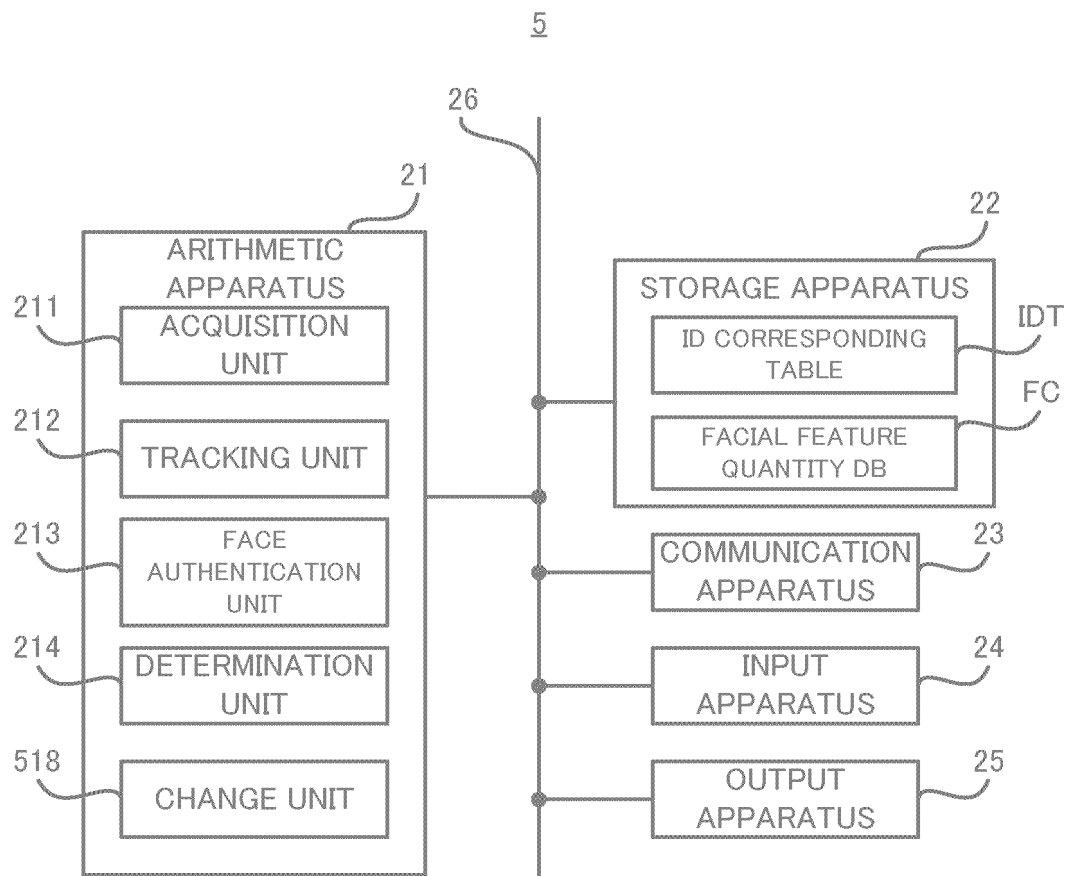 5
26
21
ARITHMETIC
APPARATUS
211
ACQUISITION
UNIT
212
TRACKING UNIT
213
FACE
AUTHENTICATION
UNIT
214
DETERMINATION
UNIT
518
CHANGE UNIT
22
STORAGE APPARATUS
IDT
ID CORRESPONDING
TABLE
FC
FACIAL FEATURE
QUANTITY DB
23
COMMUNICATION
APPARATUS
24
INPUT
APPARATUS
25
OUTPUT
APPARATUS